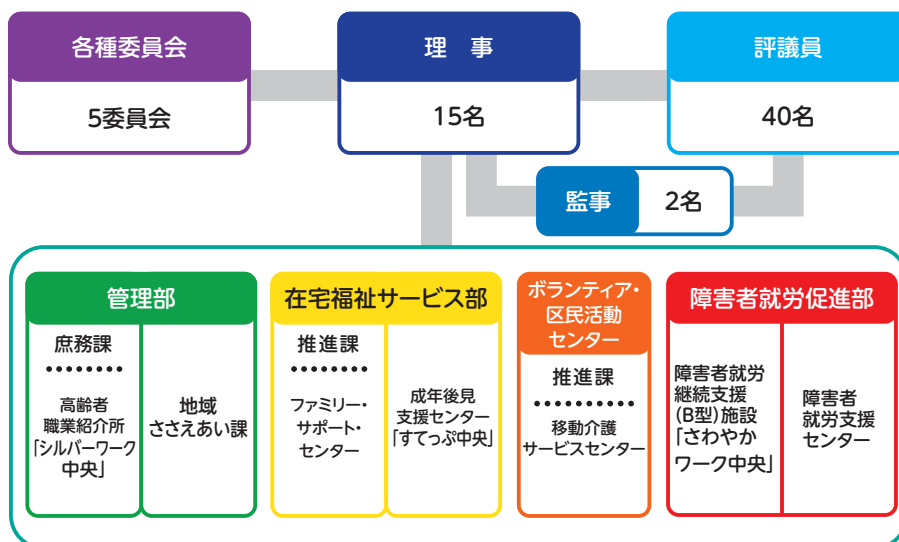 各種委員会
5委員会
理　事
15名
評議員
40名
監事
2名
管理部
庶務課
高齢者
職業紹介所
「シルバーワーク
中央」
地域
ささえあい課
在宅福祉サービス部
推進課
ファミリー・
サポート・
センター
成年後見
支援センター
「すてっぷ中央」
ボランティア・
区民活動
センター
推進課
移動介護
サービスセンター
障害者就労促進部
障害者就労
継続支援
(B型)施設
「さわやか
ワーク中央」
障害者
就労支援
センター